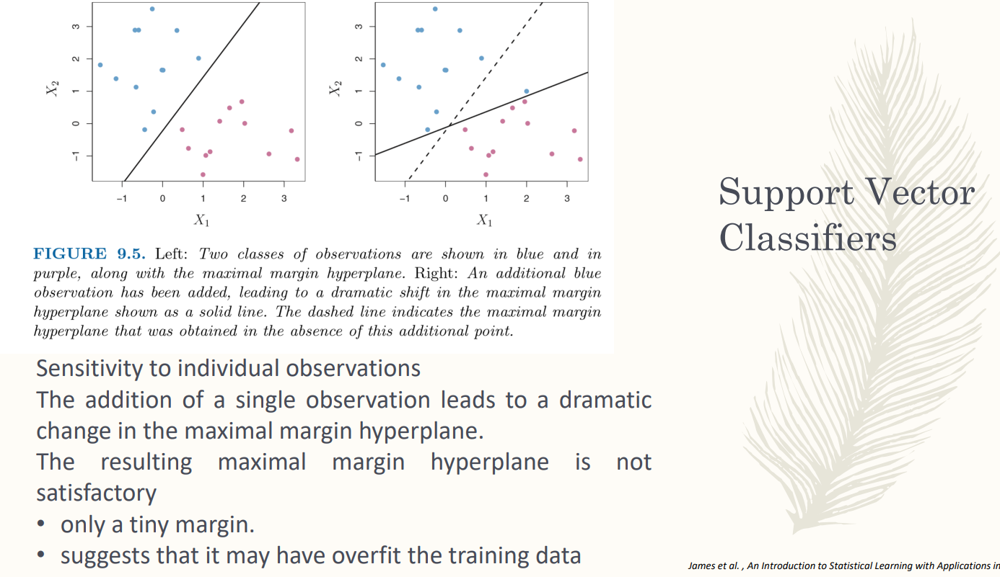 3
2
1
0
−1
X2
−1 0 1 2 3
X1
3
2
1
0
−1
X2
−1 0 1 2 3
X1
FIGURE 9.5. Left: Two classes of observations are shown in blue and in
purple, along with the maximal margin hyperplane. Right: An additional blue
observation has been added, leading to a dramatic shift in the maximal margin
hyperplane shown as a solid line. The dashed line indicates the maximal margin
hyperplane that was obtained in the absence of this additional point.
Sensitivity to individual observations
The addition of a single observation leads to a dramatic
change in the maximal margin hyperplane.
The resulting maximal margin hyperplane is not
satisfactory
• only a tiny margin.
• suggests that it may have overfit the training data
Support Vector
Classifiers
James et al. , An Introduction to Statistical Learning with Applications in